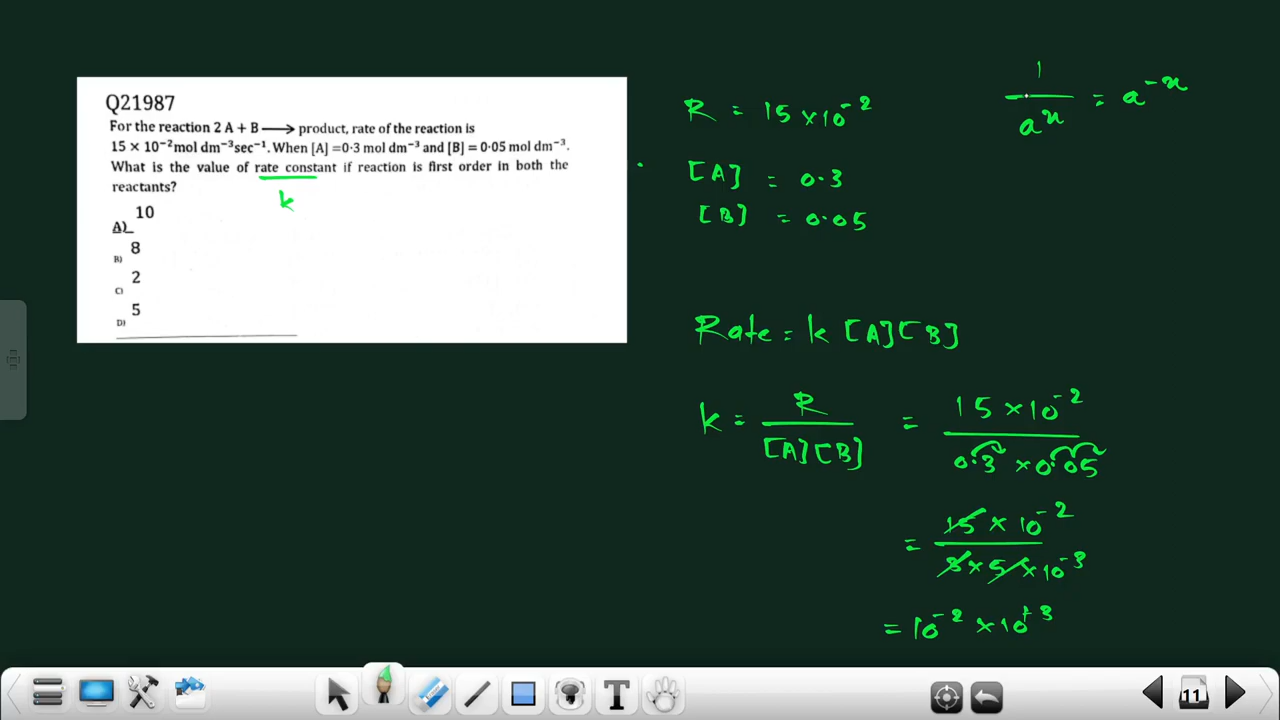 Q21987
For the reaction 2 A + B ⟶ product, rate of the reaction is
15 × 10⁻² mol dm⁻³sec⁻¹. When [A] =0·3 mol dm⁻³ and [B] = 0·05 mol dm⁻³.
What is the value of rate constant if reaction is first order in both the
reactants?
k
10
A)
8
B)
2
C)
5
D)
R = 15 × 10⁻²
[A] = 0.3
[B] = 0.05
1/aˣ = a⁻ˣ
Rate = k [A][B]
k = R/[A][B] = 15 × 10⁻²/0.3 × 0.05
= 15 × 10⁻²/3 × 5 × 10⁻³
= 10⁻² × 10⁺³
T
11